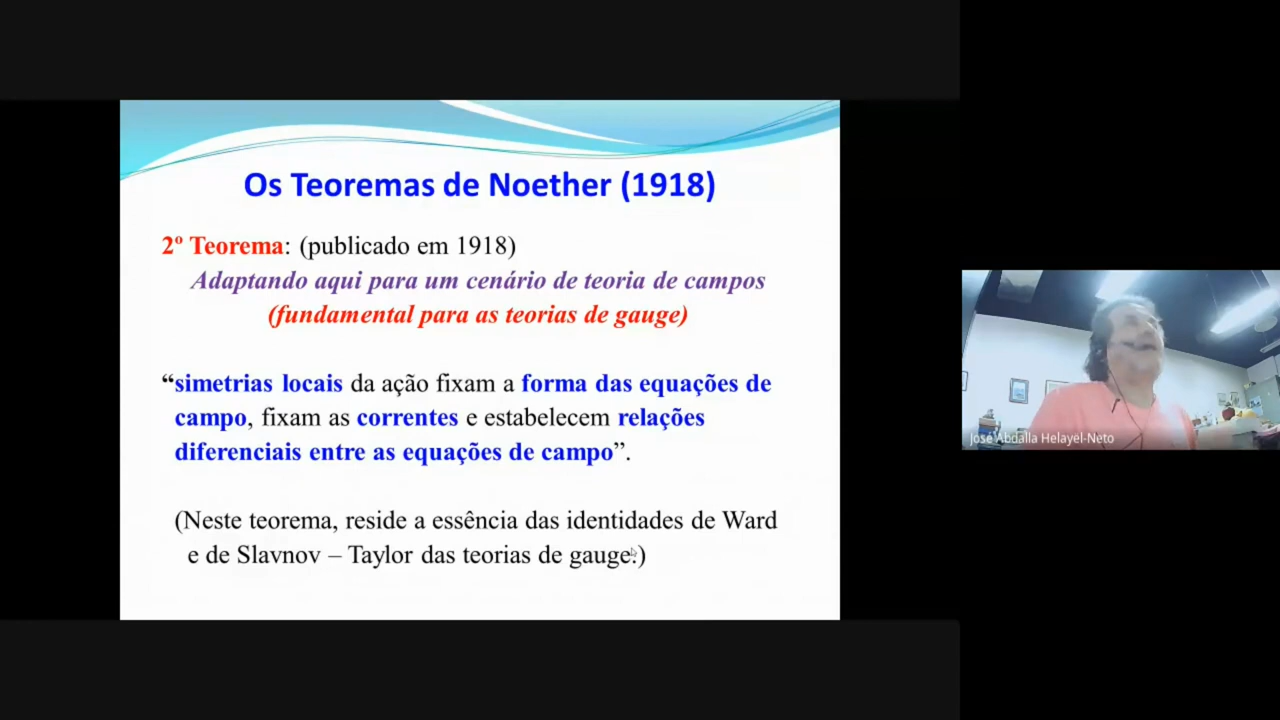 Os Teoremas de Noether (1918)
2º Teorema: (publicado em 1918)
Adaptando aqui para um cenário de teoria de campos
(fundamental para as teorias de gauge)
“simetrias locais da ação fixam a forma das equações de
campo, fixam as correntes e estabelecem relações
diferenciais entre as equações de campo”.
(Neste teorema, reside a essência das identidades de Ward
e de Slavnov – Taylor das teorias de gauge.)
José Abdalla Helayël-Neto